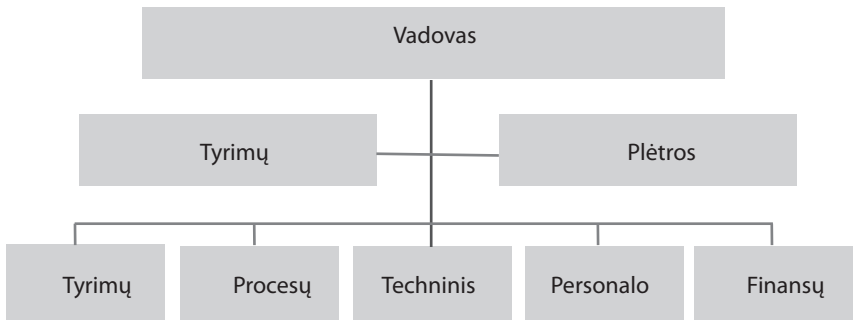 Vadovas
Tyrimų
Plėtros
Tyrimų
Procesų
Techninis
Personalo
Finansų